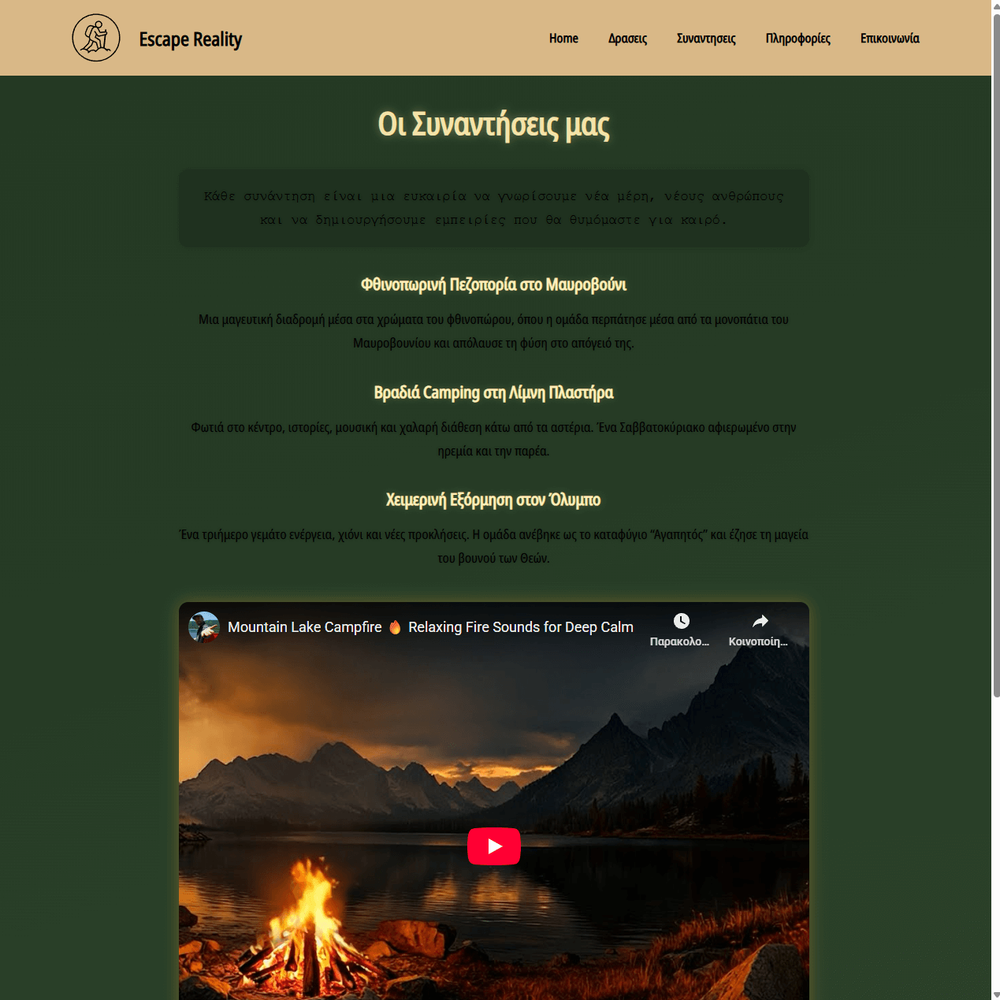 Escape Reality
Home
Δρασεις
Συναντησεις
Πληροφορίες
Επικοινωνία
Οι Συναντήσεις μας
Κάθε συνάντηση είναι μια ευκαιρία να γνωρίσουμε νέα μέρη, νέους ανθρώπους
και να δημιουργήσουμε εμπειρίες που θα θυμόμαστε για καιρό.
Φθινοπωρινή Πεζοπορία στο Μαυροβούνι
Μια μαγευτική διαδρομή μέσα στα χρώματα του φθινοπώρου, όπου η ομάδα περπάτησε μέσα από τα μονοπάτια του
Μαυροβουνίου και απόλαυσε τη φύση στο απόγειό της.
Βραδιά Camping στη Λίμνη Πλαστήρα
Φωτιά στο κέντρο, ιστορίες, μουσική και χαλαρή διάθεση κάτω από τα αστέρια. Ένα Σαββατοκύριακο αφιερωμένο στην
ηρεμία και την παρέα.
Χειμερινή Εξόρμηση στον Όλυμπο
Ένα τριήμερο γεμάτο ενέργεια, χιόνι και νέες προκλήσεις. Η ομάδα ανέβηκε ως το καταφύγιο “Αγαπητός” και έζησε τη μαγεία
του βουνού των Θεών.
Mountain Lake Campfire 🔥 Relaxing Fire Sounds for Deep Calm
Παρακολο...
Κοινοποίη...